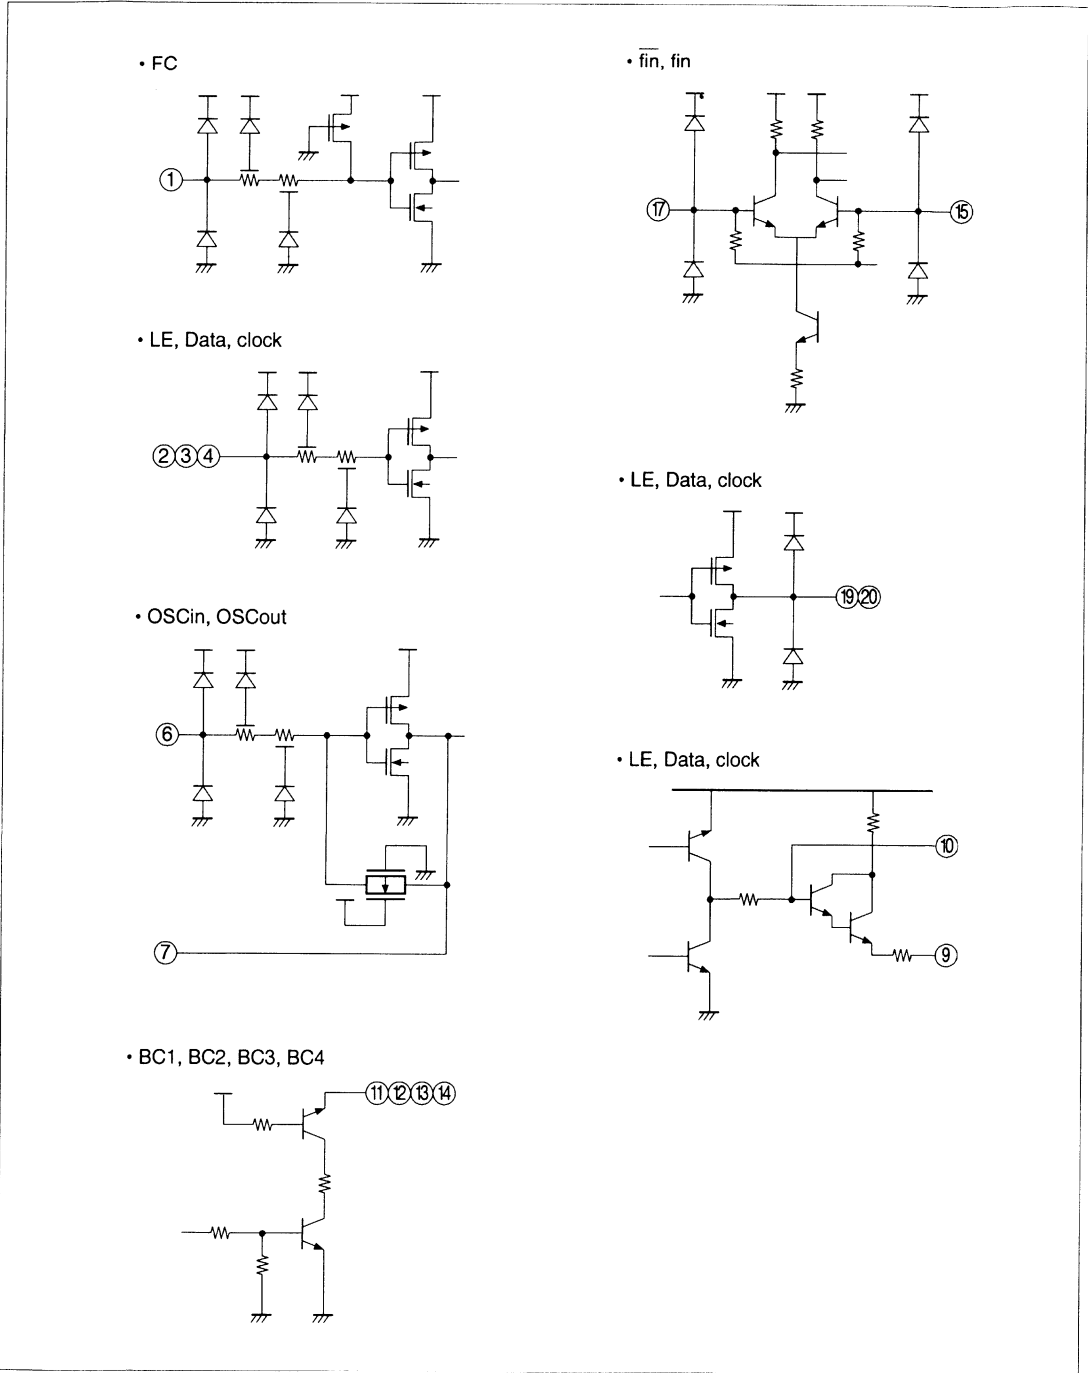 • FC
1
• LE, Data, clock
2 3 4
• OSCin, OSCout
6
7
• BC1, BC2, BC3, BC4
11 12 13 14
• f̅i̅n̅, fin
17 15
• LE, Data, clock
19 20
• LE, Data, clock
10
9